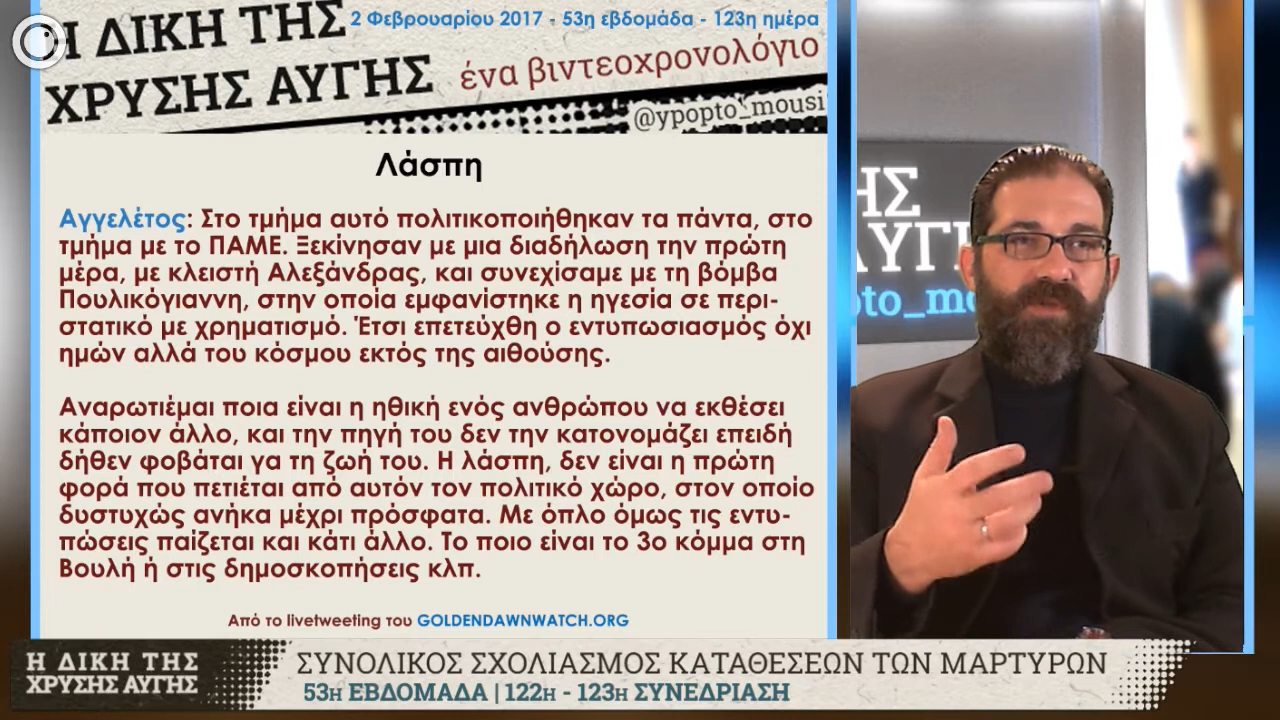 Η ΔΙΚΗ ΤΗΣ
ΧΡΥΣΗΣ ΑΥΓΗΣ
2 Φεβρουαρίου 2017 - 53η εβδομάδα - 123η ημέρα
ένα βιντεοχρονολόγιο
@ypopto_mousi
Λάσπη
Αγγελέτος: Στο τμήμα αυτό πολιτικοποιήθηκαν τα πάντα, στο
τμήμα με το ΠΑΜΕ. Ξεκίνησαν με μια διαδήλωση την πρώτη
μέρα, με κλειστή Αλεξάνδρας, και συνεχίσαμε με τη βόμβα
Πουλικόγιαννη, στην οποία εμφανίστηκε η ηγεσία σε περι-
στατικό με χρηματισμό. Έτσι επετεύχθη ο εντυπωσιασμός όχι
ημών αλλά του κόσμου εκτός της αιθούσης.
Αναρωτιέμαι ποια είναι η ηθική ενός ανθρώπου να εκθέσει
κάποιον άλλο, και την πηγή του δεν την κατονομάζει επειδή
δήθεν φοβάται γα τη ζωή του. Η λάσπη, δεν είναι η πρώτη
φορά που πετιέται από αυτόν τον πολιτικό χώρο, στον οποίο
δυστυχώς ανήκα μέχρι πρόσφατα. Με όπλο όμως τις εντυ-
πώσεις παίζεται και κάτι άλλο. Το ποιο είναι το 3ο κόμμα στη
Βουλή ή στις δημοσκοπήσεις κλπ.
Από το livetweeting του GOLDENDAWNWATCH.ORG
Η ΔΙΚΗ ΤΗΣ
ΧΡΥΣΗΣ ΑΥΓΗΣ
ΣΥΝΟΛΙΚΟΣ ΣΧΟΛΙΑΣΜΟΣ ΚΑΤΑΘΕΣΕΩΝ ΤΩΝ ΜΑΡΤΥΡΩΝ
53η ΕΒΔΟΜΑΔΑ | 122η - 123η ΣΥΝΕΔΡΙΑΣΗ